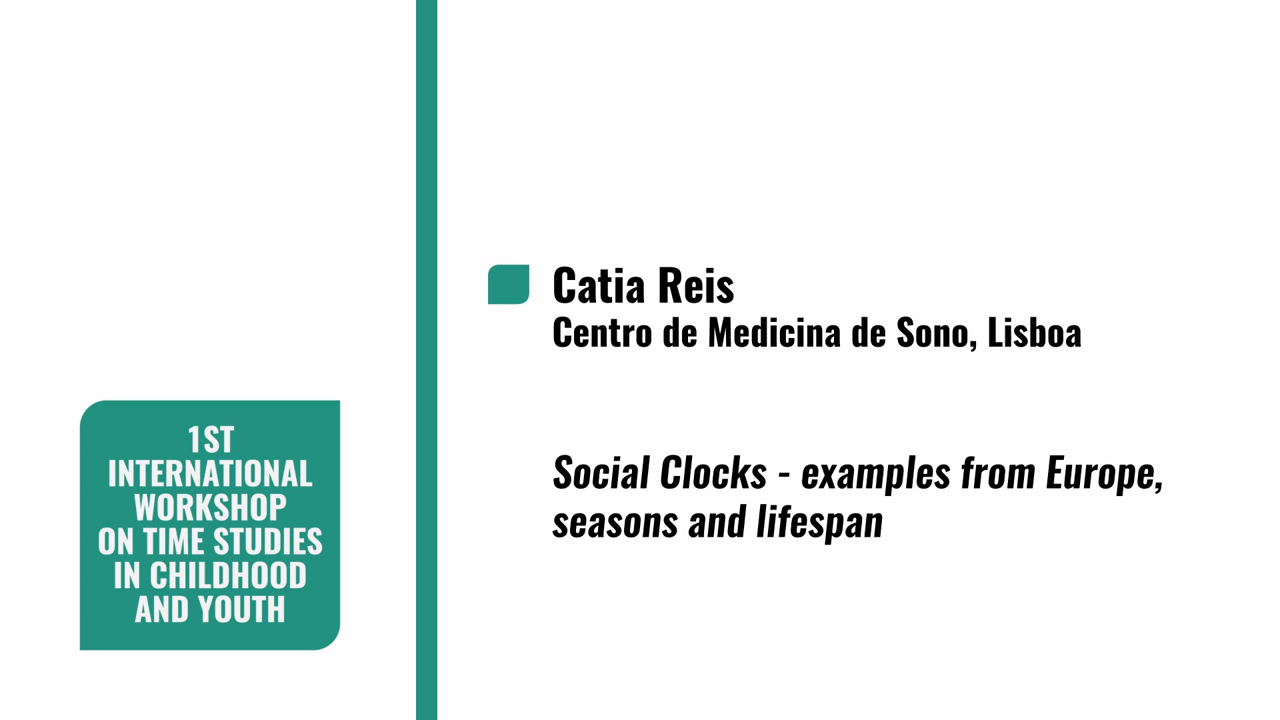 Catia Reis
Centro de Medicina de Sono, Lisboa
Social Clocks - examples from Europe,
seasons and lifespan
1ST
INTERNATIONAL
WORKSHOP
ON TIME STUDIES
IN CHILDHOOD
AND YOUTH